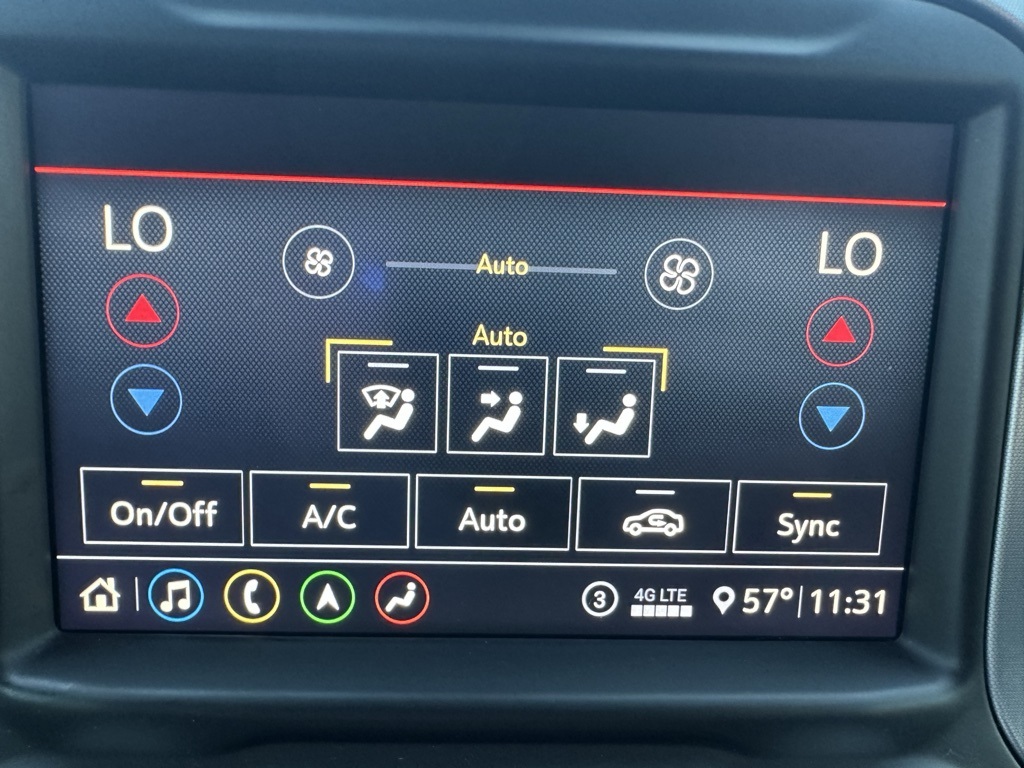 LO
Auto
LO
Auto
On/Off
A/C
Auto
Sync
3
4G LTE
57°
11:31